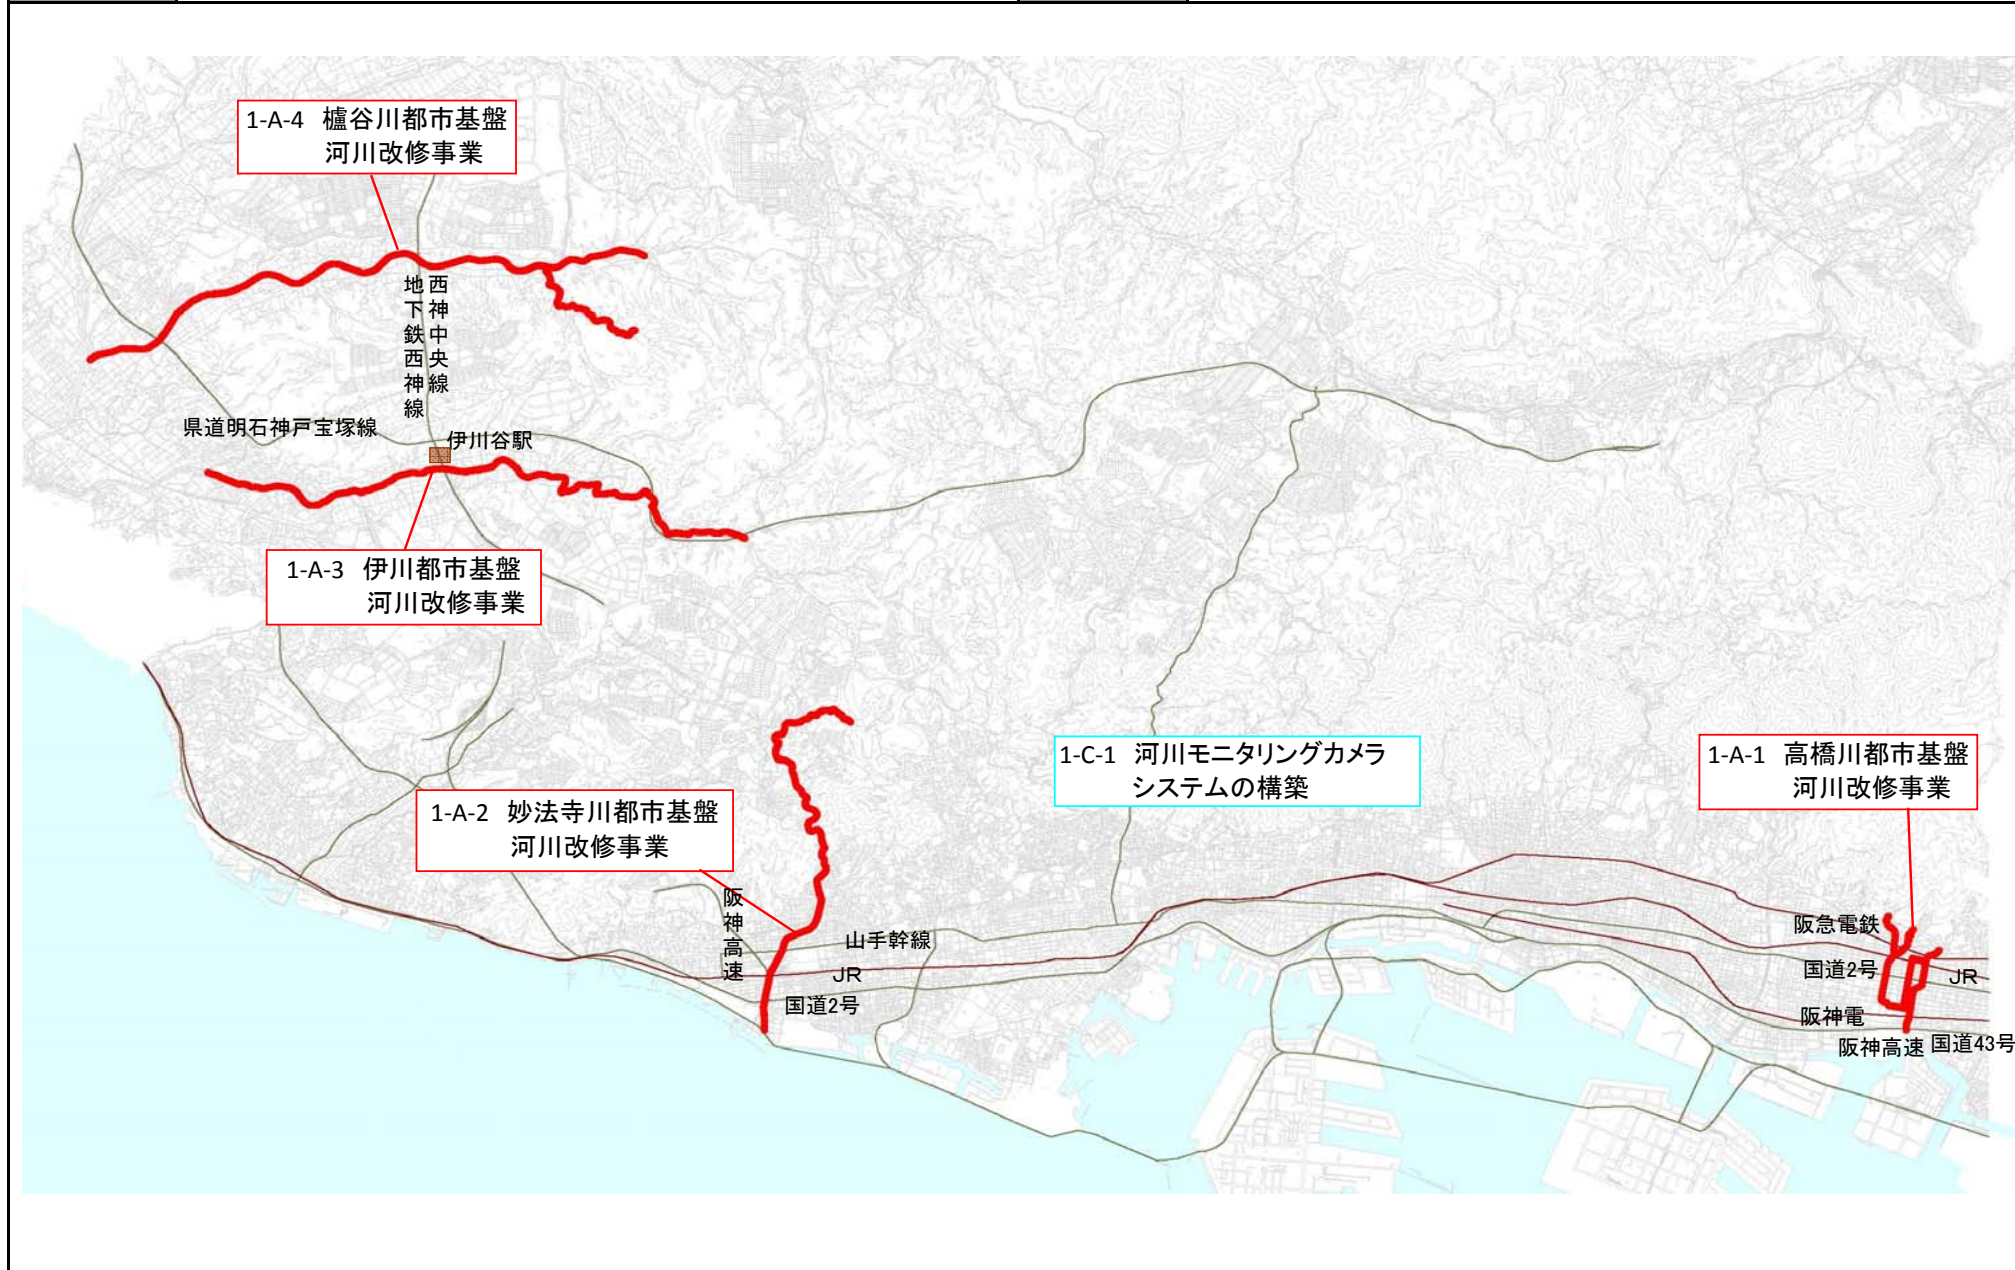 1-A-4 櫨谷川都市基盤
河川改修事業
西神中央線
地下鉄西神線
県道明石神戸宝塚線
伊川谷駅
1-A-3 伊川都市基盤
河川改修事業
1-C-1 河川モニタリングカメラ
システムの構築
1-A-1 高橋川都市基盤
河川改修事業
1-A-2 妙法寺川都市基盤
河川改修事業
阪神高速
山手幹線
JR
国道2号
阪急電鉄
国道2号
JR
阪神電
阪神高速
国道43号